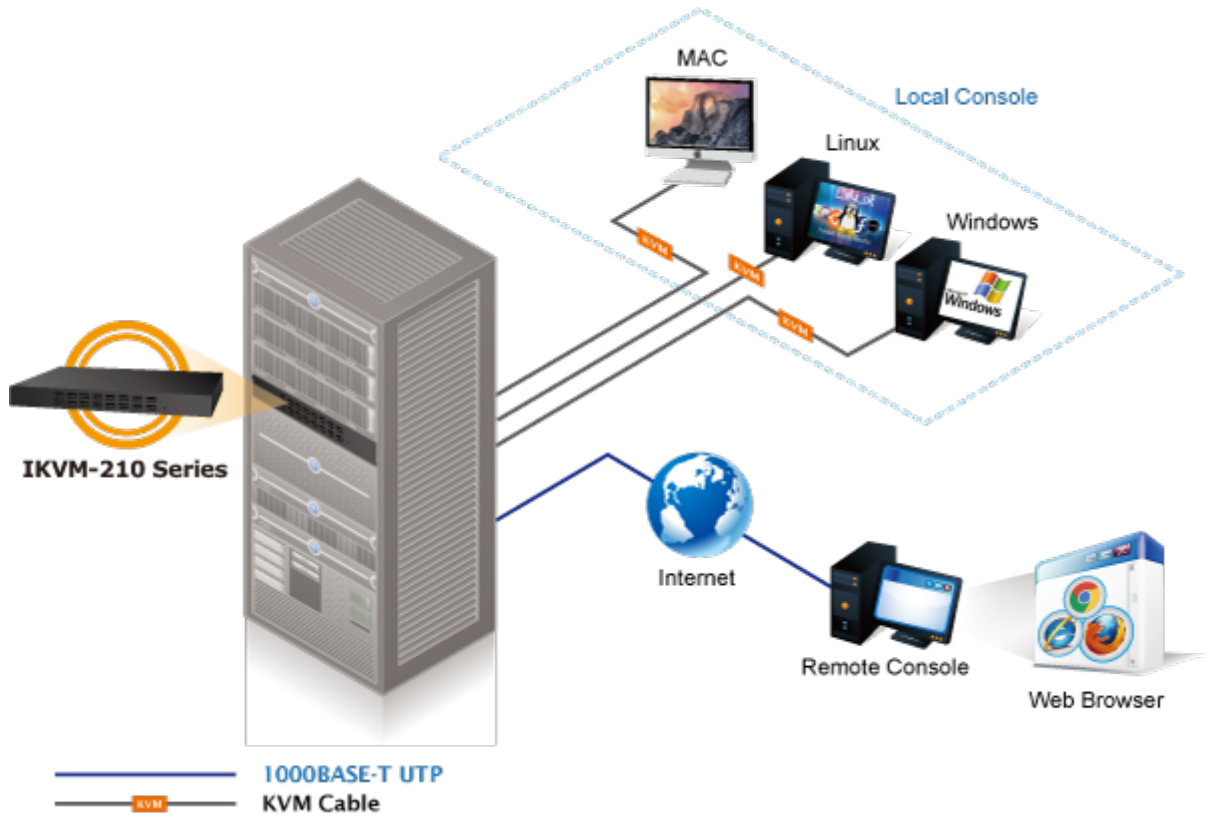 MAC
Local Console
Linux
Windows
KVM
KVM
Windows
KVM
IKVM-210 Series
Internet
Remote Console
Web Browser
1000BASE-T UTP
KVM
KVM Cable